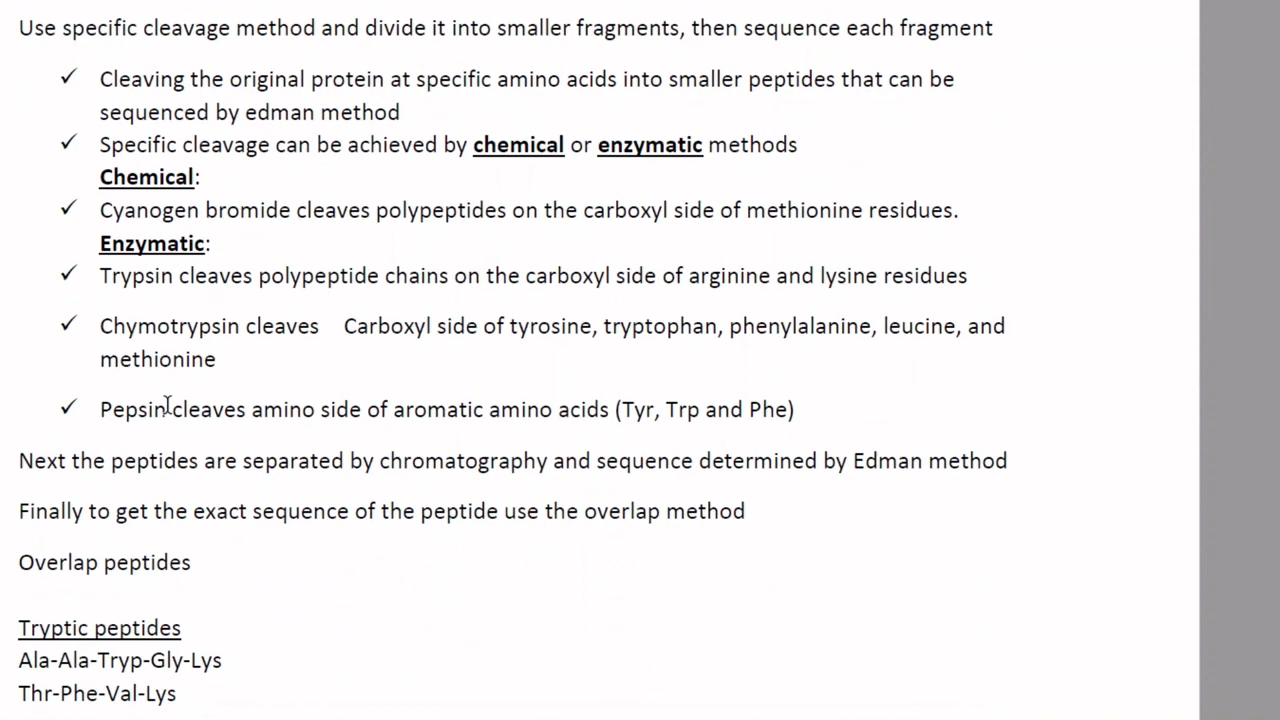 Use specific cleavage method and divide it into smaller fragments, then sequence each fragment
✓ Cleaving the original protein at specific amino acids into smaller peptides that can be
sequenced by edman method
✓ Specific cleavage can be achieved by chemical or enzymatic methods
Chemical:
✓ Cyanogen bromide cleaves polypeptides on the carboxyl side of methionine residues.
Enzymatic:
✓ Trypsin cleaves polypeptide chains on the carboxyl side of arginine and lysine residues
✓ Chymotrypsin cleaves Carboxyl side of tyrosine, tryptophan, phenylalanine, leucine, and
methionine
✓ Pepsin cleaves amino side of aromatic amino acids (Tyr, Trp and Phe)
Next the peptides are separated by chromatography and sequence determined by Edman method
Finally to get the exact sequence of the peptide use the overlap method
Overlap peptides
Tryptic peptides
Ala-Ala-Tryp-Gly-Lys
Thr-Phe-Val-Lys